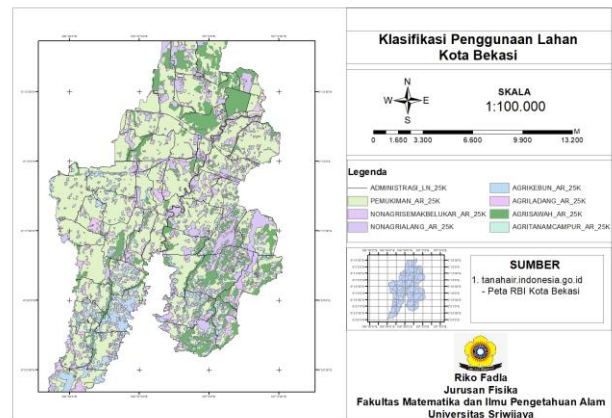 Klasifikasi Penggunaan Lahan
Kota Bekasi
N
W E
S
SKALA
1:100.000
M
0 1.650 3.300 6.600 9.900 13.200
Legenda
ADMINISTRASI_LN_25K
PEMUKIMAN_AR_25K
NONAGRISEMAKBELUKAR_AR_25K
NONAGRIALANG_AR_25K
AGRIKEBUN_AR_25K
AGRILADANG_AR_25K
AGRISAWAH_AR_25K
AGRITANAMCAMPUR_AR_25K
SUMBER
1. tanahair.indonesia.go.id
- Peta RBI Kota Bekasi
Riko Fadla
Jurusan Fisika
Fakultas Matematika dan Ilmu Pengetahuan Alam
Universitas Sriwijaya